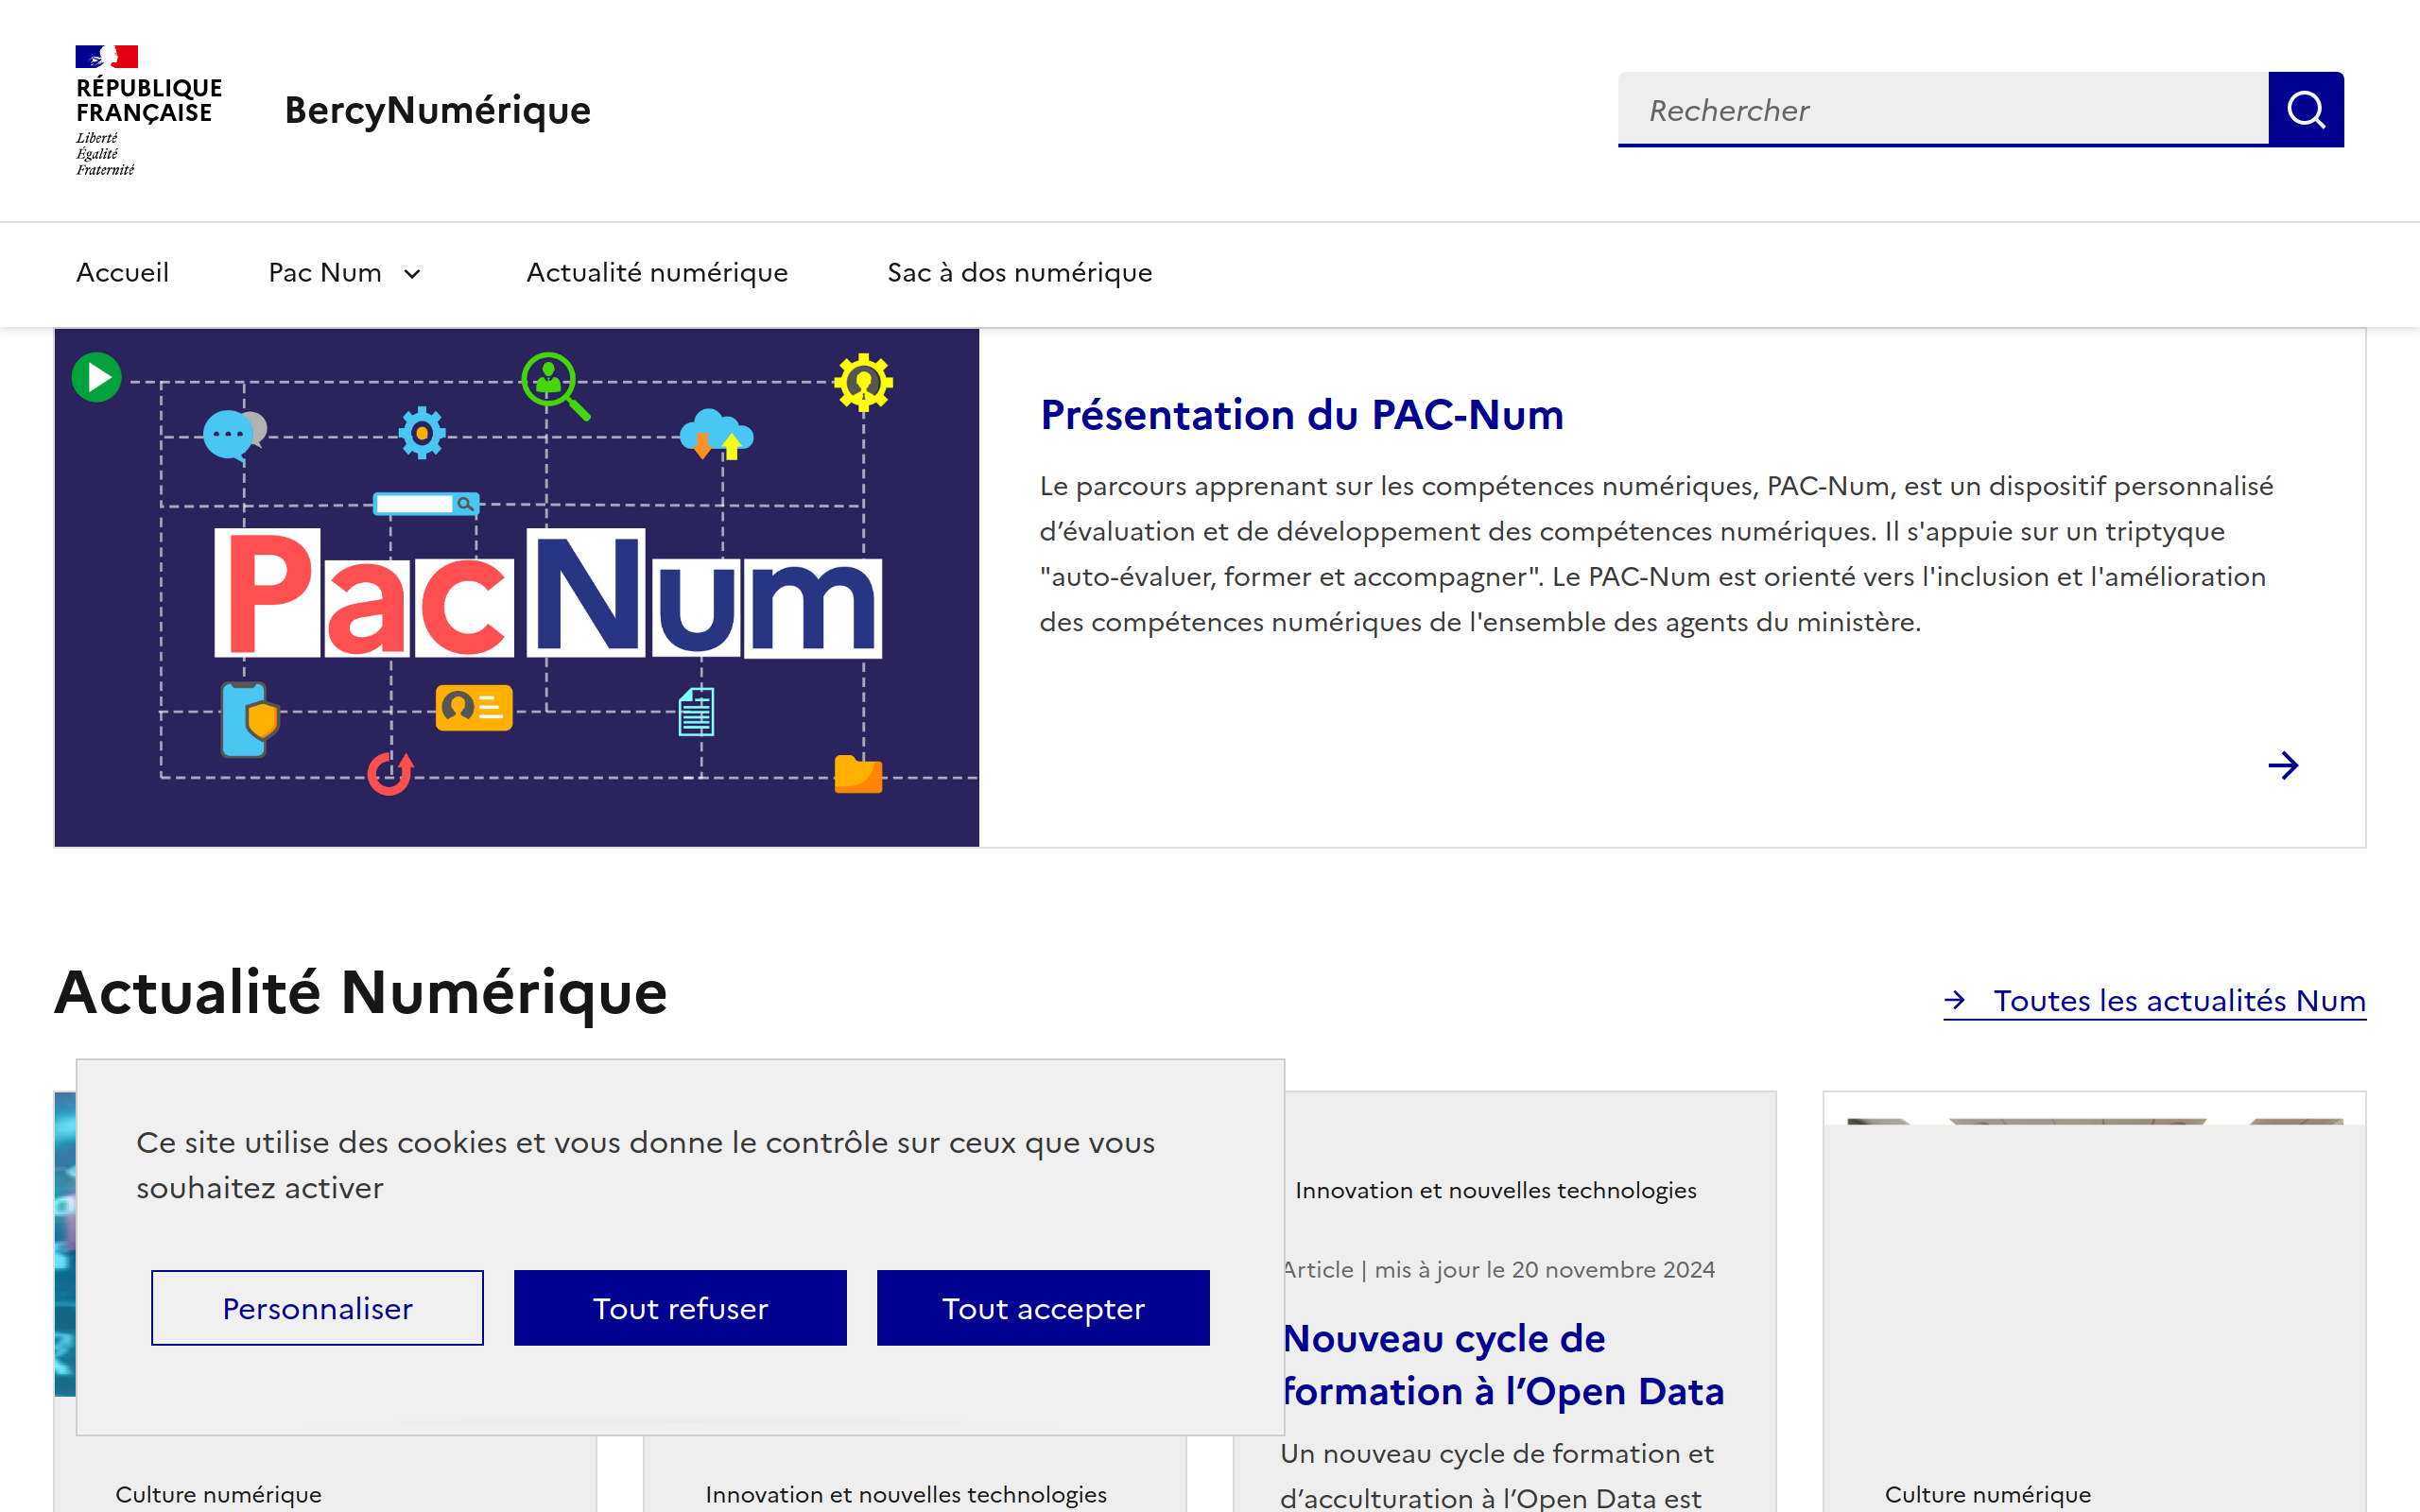 RÉPUBLIQUE
FRANÇAISE
Liberté
Égalité
Fraternité
BercyNumérique
Rechercher
Accueil
Pac Num
Actualité numérique
Sac à dos numérique
Pac Num
Présentation du PAC-Num
Le parcours apprenant sur les compétences numériques, PAC-Num, est un dispositif personnalisé
d’évaluation et de développement des compétences numériques. Il s'appuie sur un triptyque
"auto-évaluer, former et accompagner". Le PAC-Num est orienté vers l'inclusion et l'amélioration
des compétences numériques de l'ensemble des agents du ministère.
Actualité Numérique
Toutes les actualités Num
Ce site utilise des cookies et vous donne le contrôle sur ceux que vous
souhaitez activer
Personnaliser
Tout refuser
Tout accepter
Culture numérique
Innovation et nouvelles technologies
Innovation et nouvelles technologies
Article | mis à jour le 20 novembre 2024
Nouveau cycle de
formation à l’Open Data
Un nouveau cycle de formation et
d’acculturation à l’Open Data est
Culture numérique